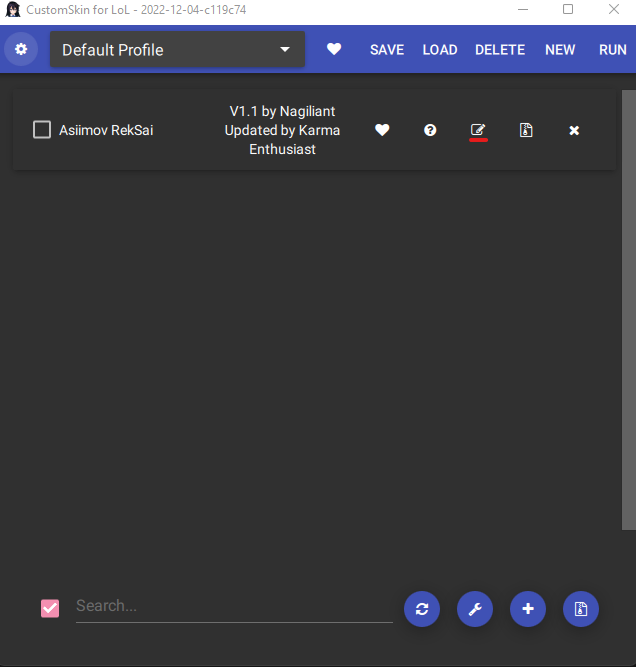 CustomSkin for LoL - 2022-12-04-c119c74
Default Profile
SAVE
LOAD
DELETE
NEW
RUN
Asiimov RekSai
V1.1 by Nagiliant
Updated by Karma
Enthusiast
Search...